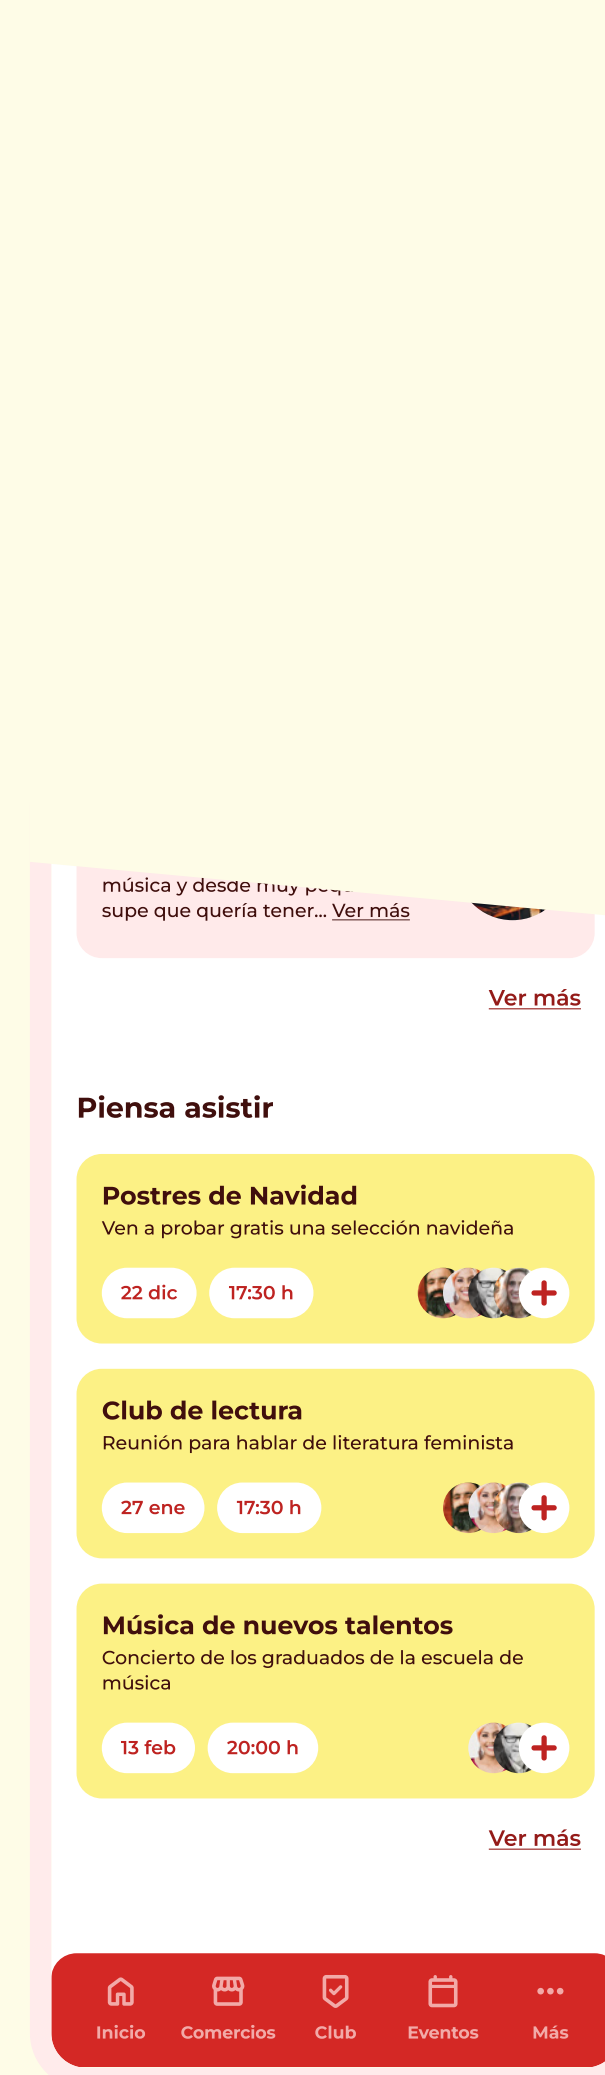 música y desde muy
supe que quería tener... Ver más
Ver más
Piensa asistir
Postres de Navidad
Ven a probar gratis una selección navideña
22 dic 17:30 h
Club de lectura
Reunión para hablar de literatura feminista
27 ene 17:30 h
Música de nuevos talentos
Concierto de los graduados de la escuela de
música
13 feb 20:00 h
Ver más
Inicio Comercios Club Eventos Más